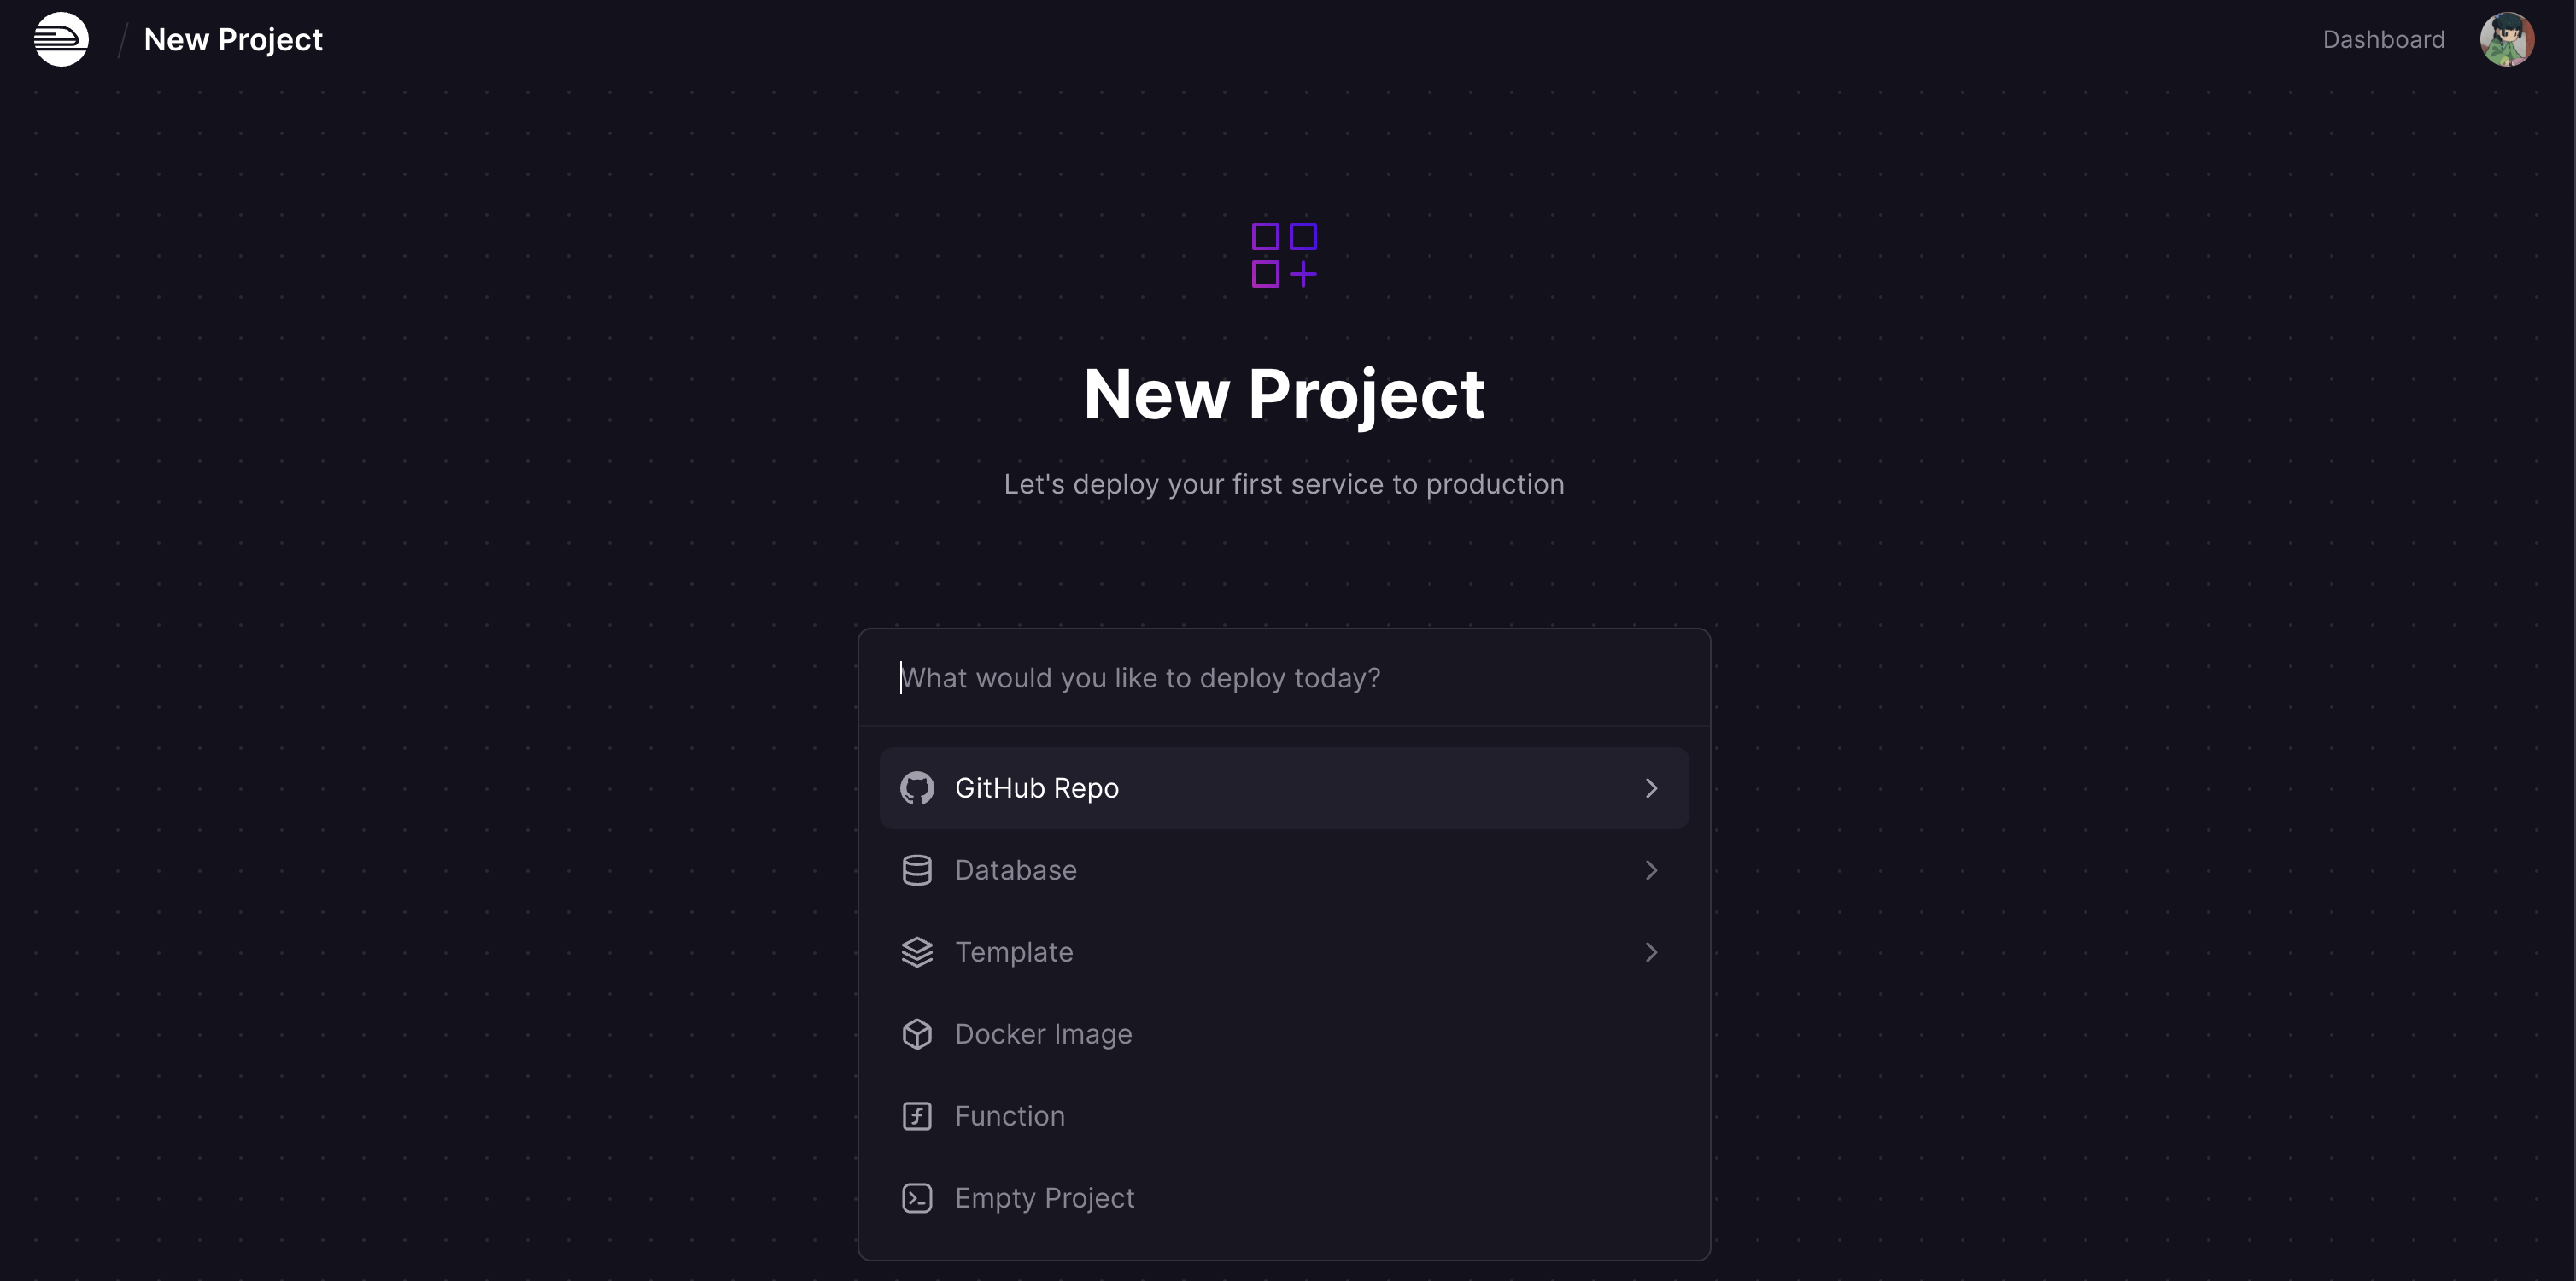 New Project
Dashboard
New Project
Let's deploy your first service to production
What would you like to deploy today?
GitHub Repo
Database
Template
Docker Image
Function
Empty Project